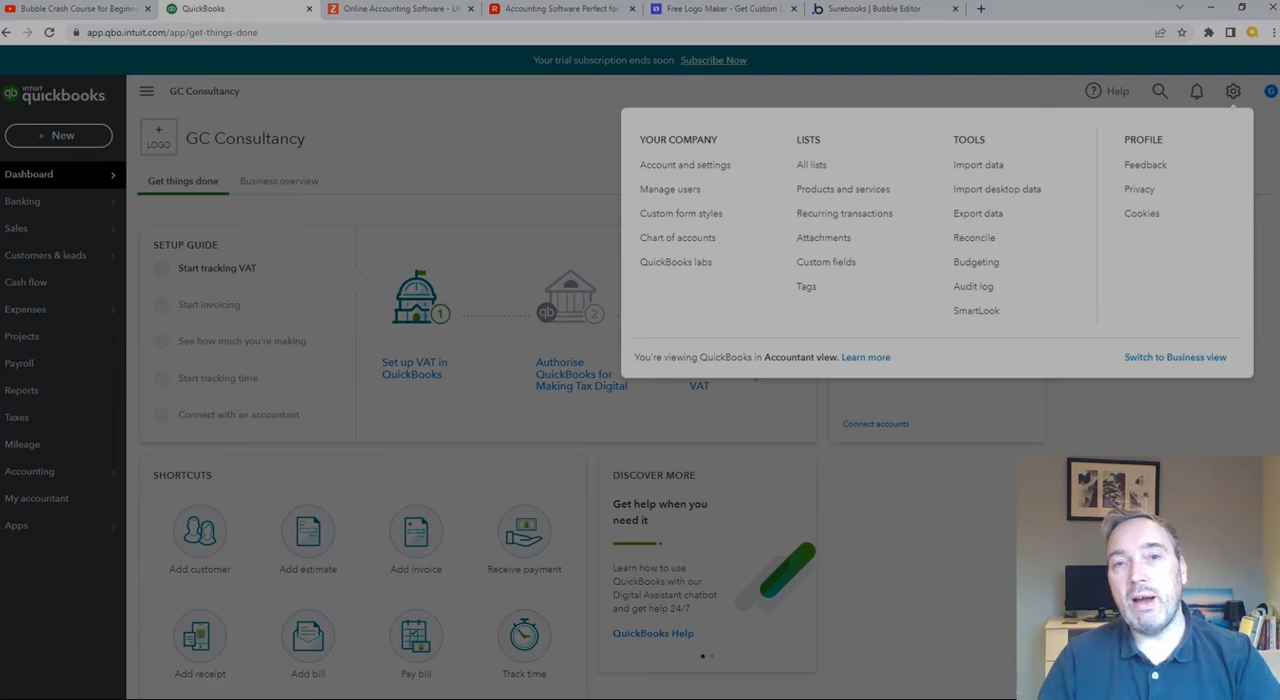 Bubble Crash Course for Beginn
QuickBooks
Online Accounting Software - U
Accounting Software Perfect for
Free Logo Maker - Get Custom L
Surebooks | Bubble Editor
app.qbo.intuit.com/app/get-things-done
Your trial subscription ends soon Subscribe Now
intuit
quickbooks.
GC Consultancy
Help
+ New
+
LOGO
GC Consultancy
Get things done
Business overview
Dashboard
Banking
Sales
Customers & leads
Cash flow
Expenses
Projects
Payroll
Reports
Taxes
Mileage
Accounting
My accountant
Apps
YOUR COMPANY
Account and settings
Manage users
Custom form styles
Chart of accounts
QuickBooks labs
LISTS
All lists
Products and services
Recurring transactions
Attachments
Custom fields
Tags
TOOLS
Import data
Import desktop data
Export data
Reconcile
Budgeting
Audit log
SmartLook
PROFILE
Feedback
Privacy
Cookies
You're viewing QuickBooks in Accountant view. Learn more
Switch to Business view
SETUP GUIDE
Start tracking VAT
Start invoicing
See how much you're making
Start tracking time
Connect with an accountant
1
Set up VAT in
QuickBooks
qb
2
Authorise
QuickBooks for
Making Tax Digital
VAT
Connect accounts
SHORTCUTS
Add customer
Add estimate
Add invoice
Receive payment
Add receipt
Add bill
Pay bill
Track time
DISCOVER MORE
Get help when you
need it
Learn how to use
QuickBooks with our
Digital Assistant chatbot
and get help 24/7
QuickBooks Help